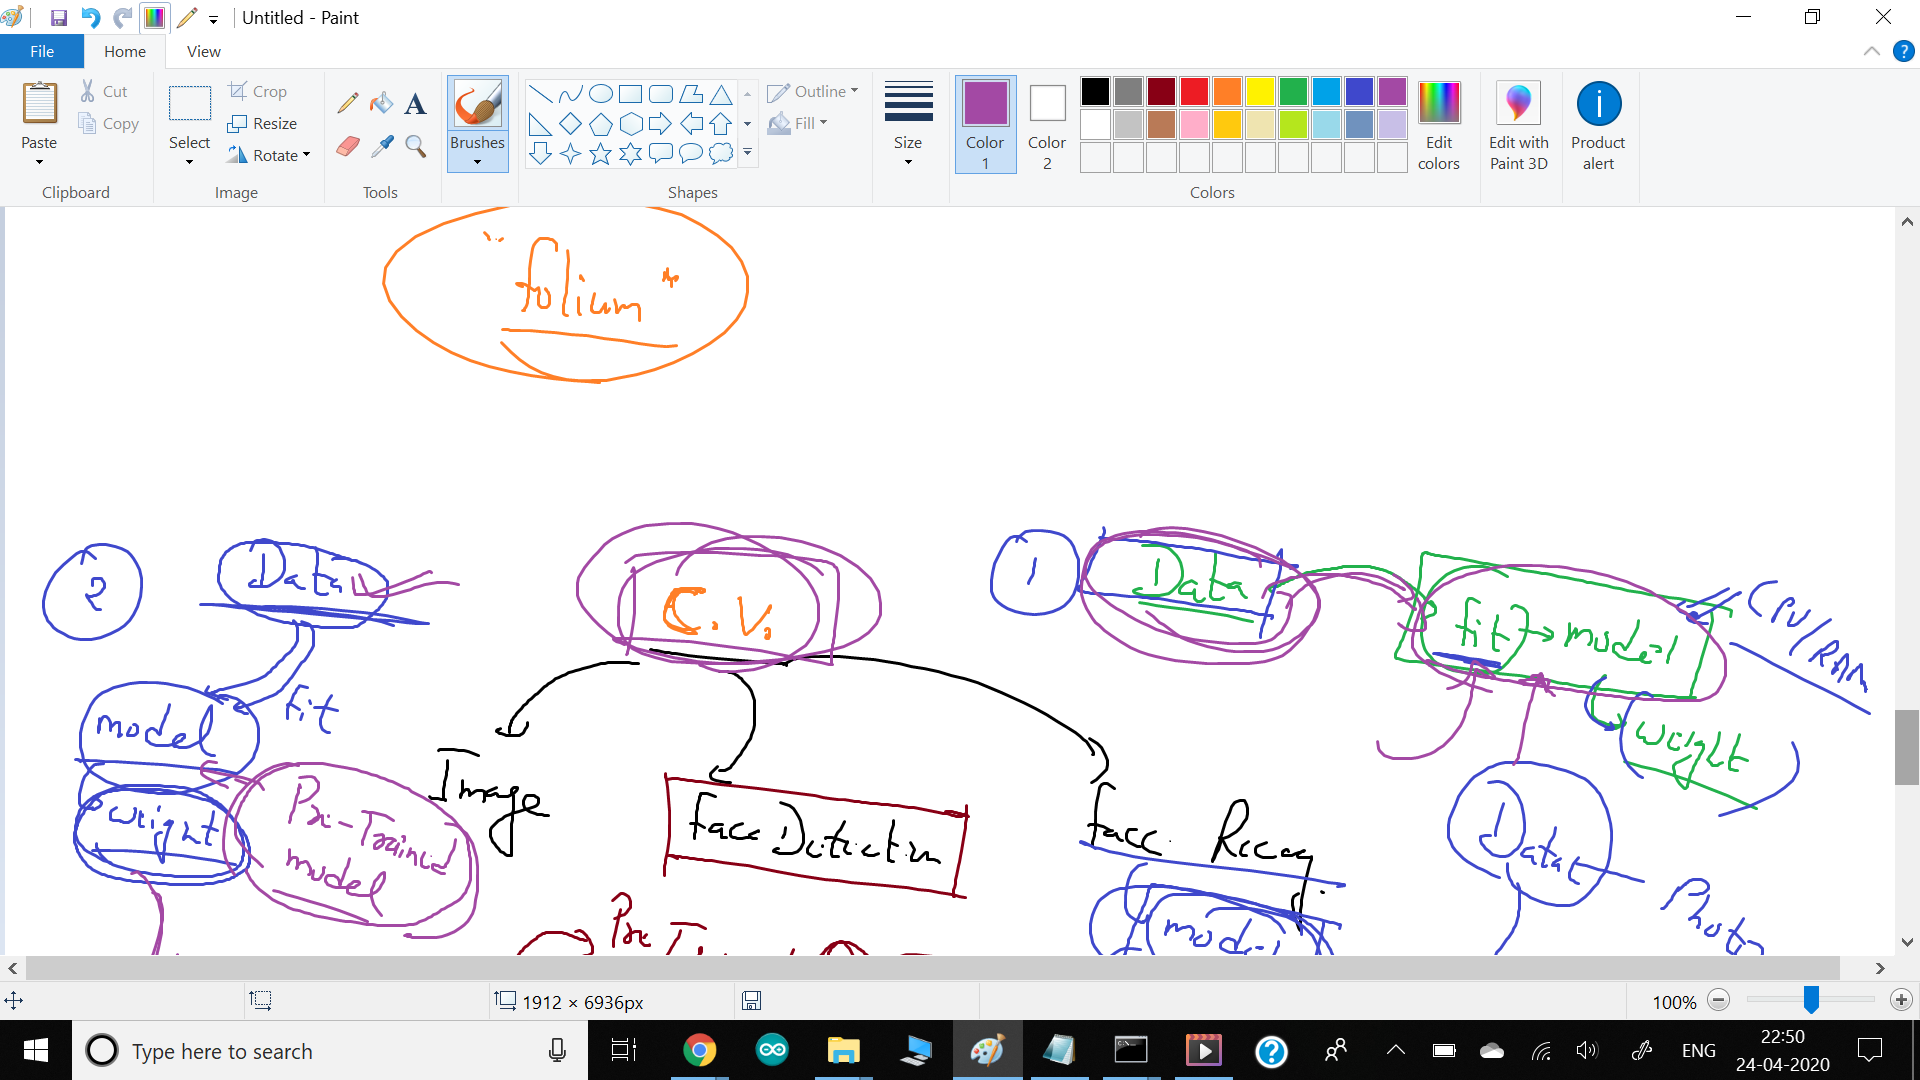 Untitled - Paint
File
Home
View
Paste
Cut
Copy
Clipboard
Select
Crop
Resize
Rotate
Image
Tools
Brushes
Shapes
Outline
Fill
Size
Color 1
Color 2
Edit colors
Colors
Edit with Paint 3D
Product alert
"folium"
2
Data
C.V.
1
Data
fit → model
CPU/RAM
model
fit
weight
weight
Pre-Trained
model
Image
Face Detection
Face Recog
Data
Photo
Pre
model
1912 × 6936px
100%
Type here to search
ENG
22:50
24-04-2020